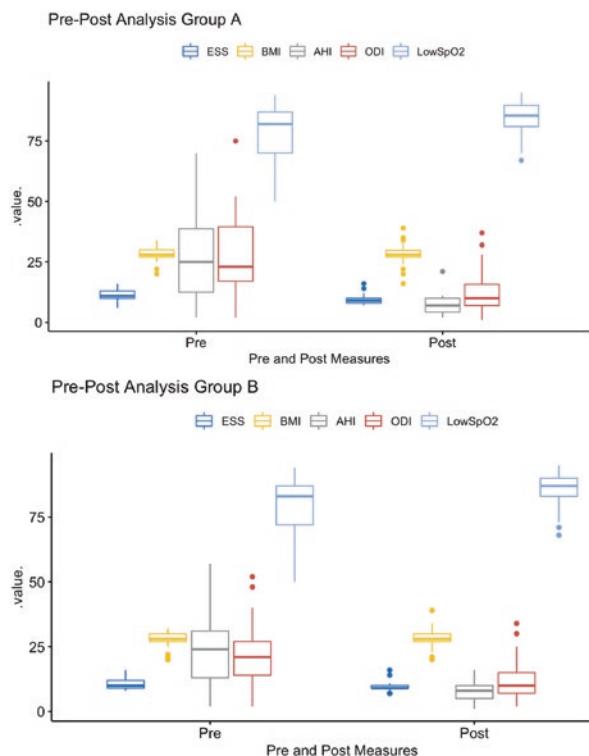 Pre-Post Analysis Group A
ESS BMI AHI ODI LowSpO2
75
50
25
0
.value.
Pre Post
Pre and Post Measures
Pre-Post Analysis Group B
ESS BMI AHI ODI LowSpO2
75
50
25
0
.value.
Pre Post
Pre and Post Measures